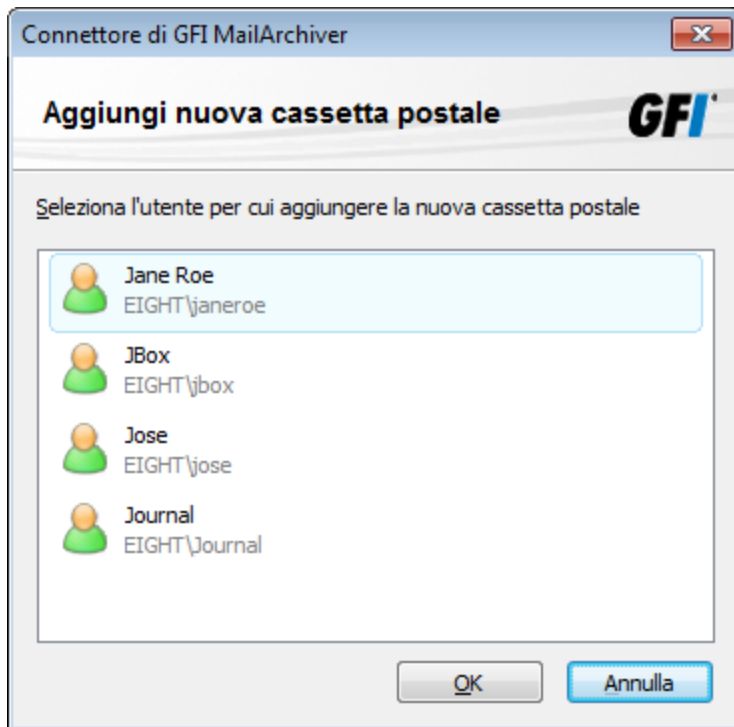 Connettore di GFI MailArchiver
Aggiungi nuova cassetta postale
GFI
Seleziona l'utente per cui aggiungere la nuova cassetta postale
Jane Roe
EIGHT\janeroe
JBox
EIGHT\jbox
Jose
EIGHT\jose
Journal
EIGHT\Journal
OK
Annulla